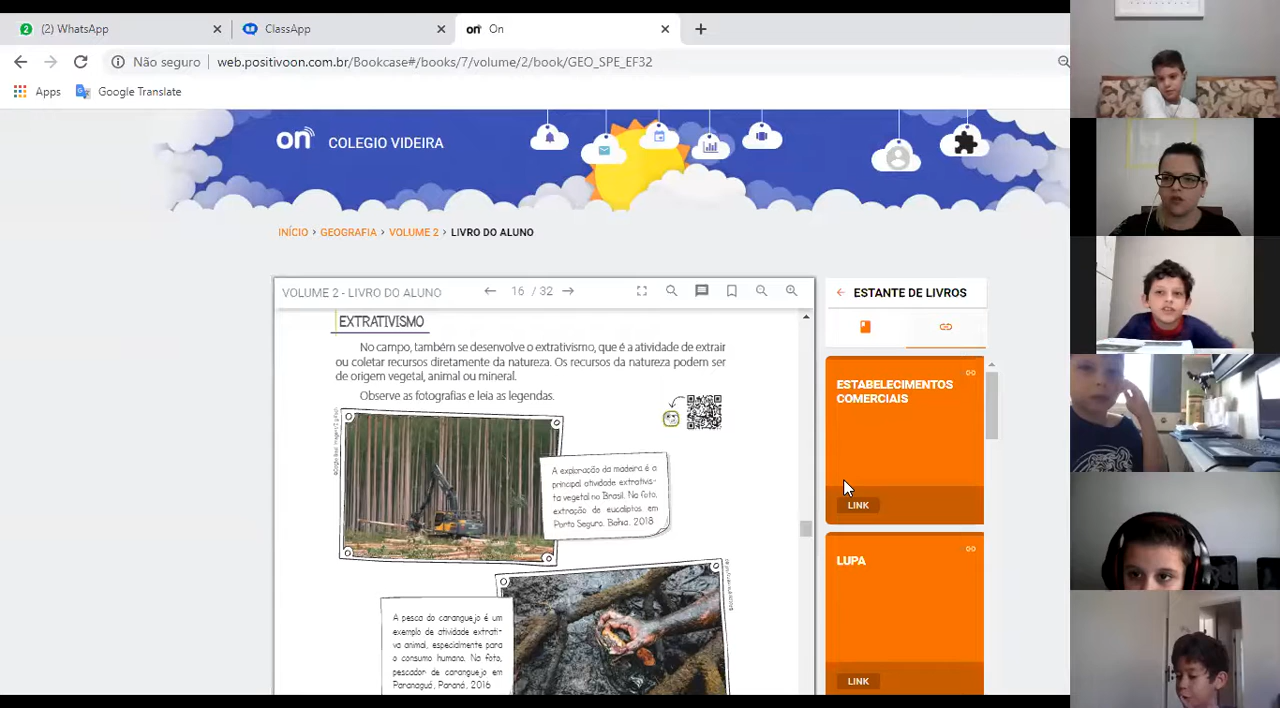 2
(2) WhatsApp
ClassApp
on
On
Não seguro
web.positivoon.com.br/Bookcase#/books/7/volume/2/book/GEO_SPE_EF32
Apps
Google Translate
on
COLEGIO VIDEIRA
INÍCIO > GEOGRAFIA > VOLUME 2 > LIVRO DO ALUNO
VOLUME 2 - LIVRO DO ALUNO
16 / 32
EXTRATIVISMO
No campo, também se desenvolve o extrativismo, que é a atividade de extrair
ou coletar recursos diretamente da natureza. Os recursos da natureza podem ser
de origem vegetal, animal ou mineral.
Observe as fotografias e leia as legendas.
A exploração da madeira é a
principal atividade extrativis-
ta vegetal no Brasil. Na foto,
extração de eucaliptos em
Porto Seguro, Bahia, 2018
A pesca do caranguejo é um
exemplo de atividade extrati-
va animal, especialmente para
o consumo humano. Na foto,
pescador de caranguejo em
Paranaguá, Paraná, 2016
ESTANTE DE LIVROS
ESTABELECIMENTOS
COMERCIAIS
LINK
LUPA
LINK